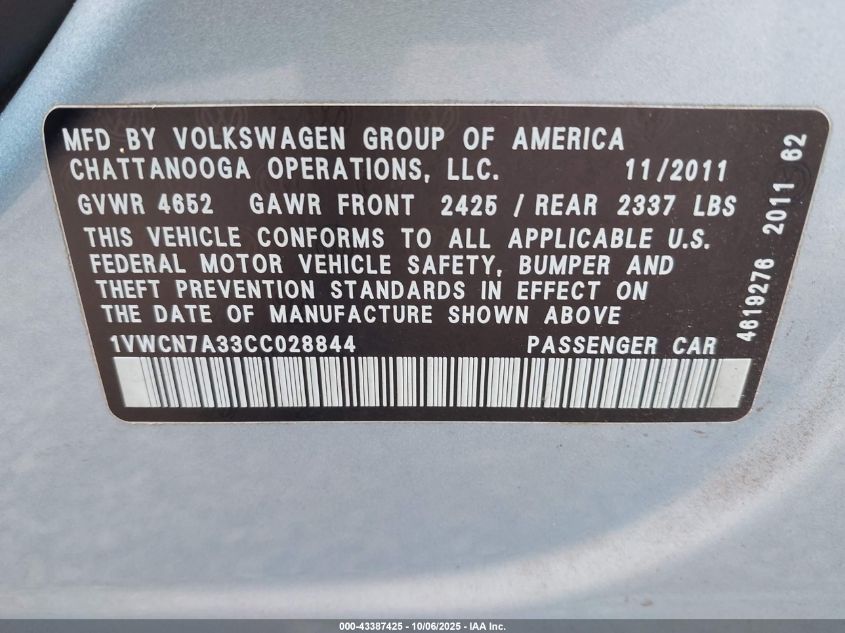 MFD BY VOLKSWAGEN GROUP OF AMERICA
CHATTANOOGA OPERATIONS, LLC. 11/2011
GVWR 4652 GAWR FRONT 2425 / REAR 2337 LBS
THIS VEHICLE CONFORMS TO ALL APPLICABLE U.S.
FEDERAL MOTOR VEHICLE SAFETY, BUMPER AND
THEFT PREVENTION STANDARDS IN EFFECT ON
THE DATE OF MANUFACTURE SHOWN ABOVE
1VWCN7A33CC028844 PASSENGER CAR
4619276 2011 62
000-43387425 - 10/06/2025 - IAA Inc.